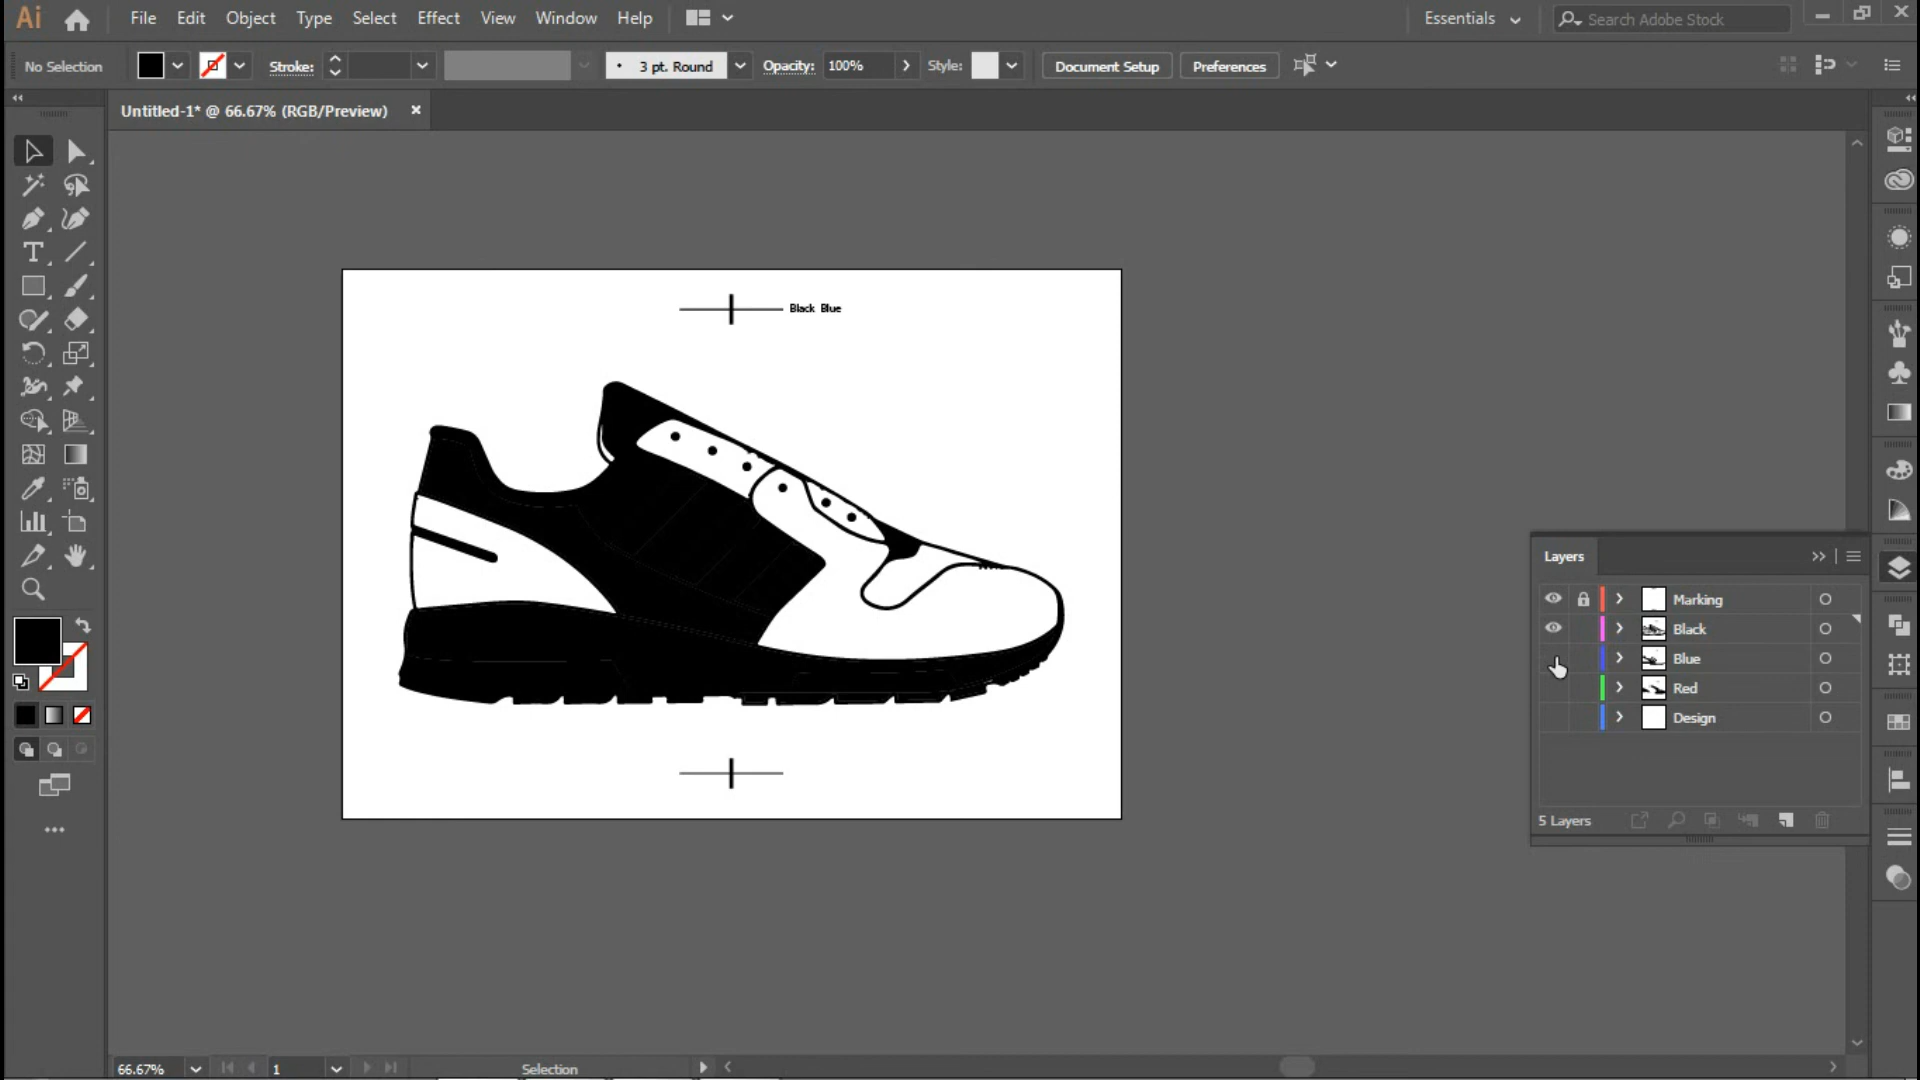 Ai File Edit Object Type Select Effect View Window Help Essentials Search Adobe Stock
No Selection Stroke: 3 pt. Round Opacity: 100% Style: Document Setup Preferences
Untitled-1* @ 66.67% (RGB/Preview)
Black Blue
Layers
Marking
Black
Blue
Red
Design
5 Layers
66.67% 1 Selection